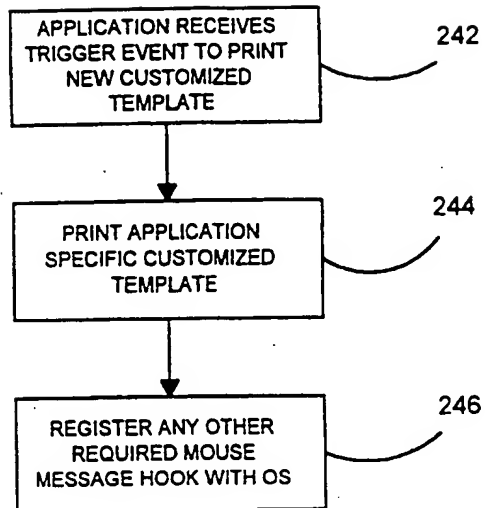 APPLICATION RECEIVES
TRIGGER EVENT TO PRINT
NEW CUSTOMIZED
TEMPLATE
242
PRINT APPLICATION
SPECIFIC CUSTOMIZED
TEMPLATE
244
REGISTER ANY OTHER
REQUIRED MOUSE
MESSAGE HOOK WITH OS
246